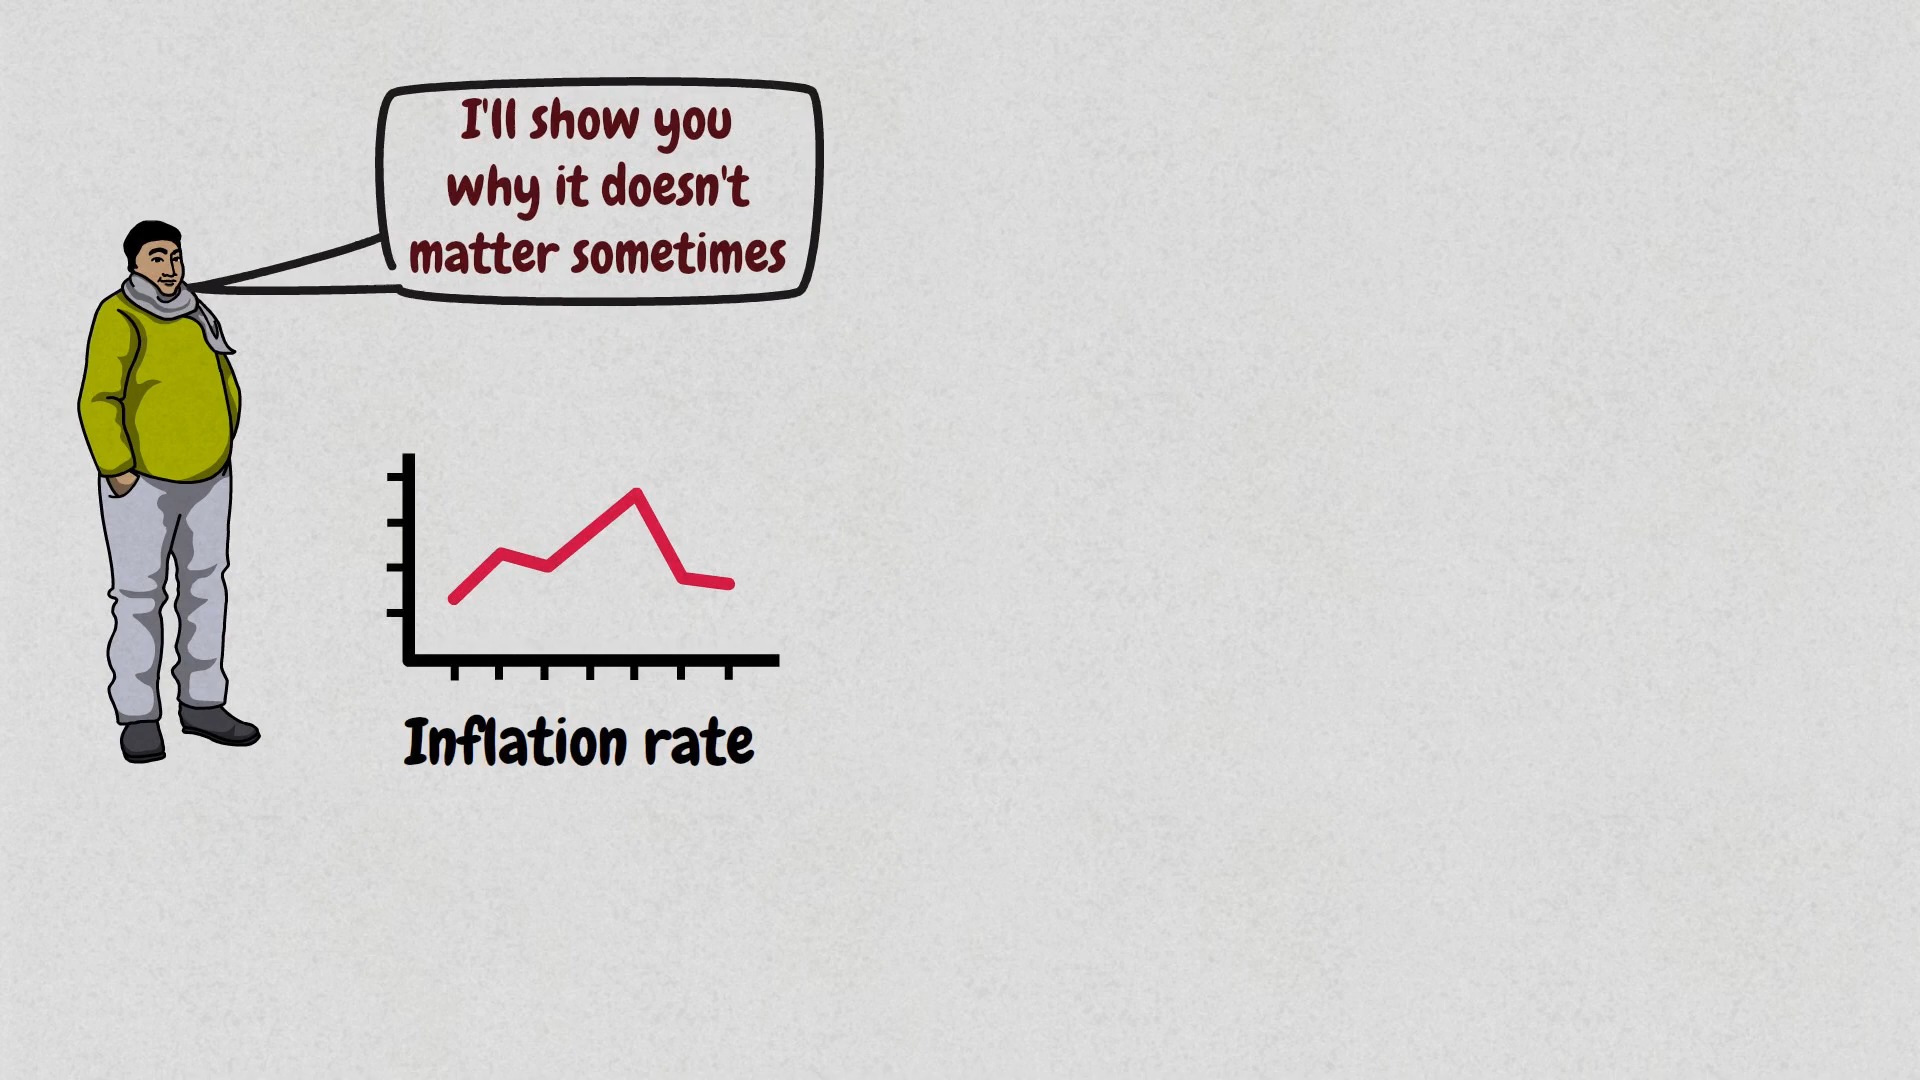 I'll show you
why it doesn't
matter sometimes
Inflation rate